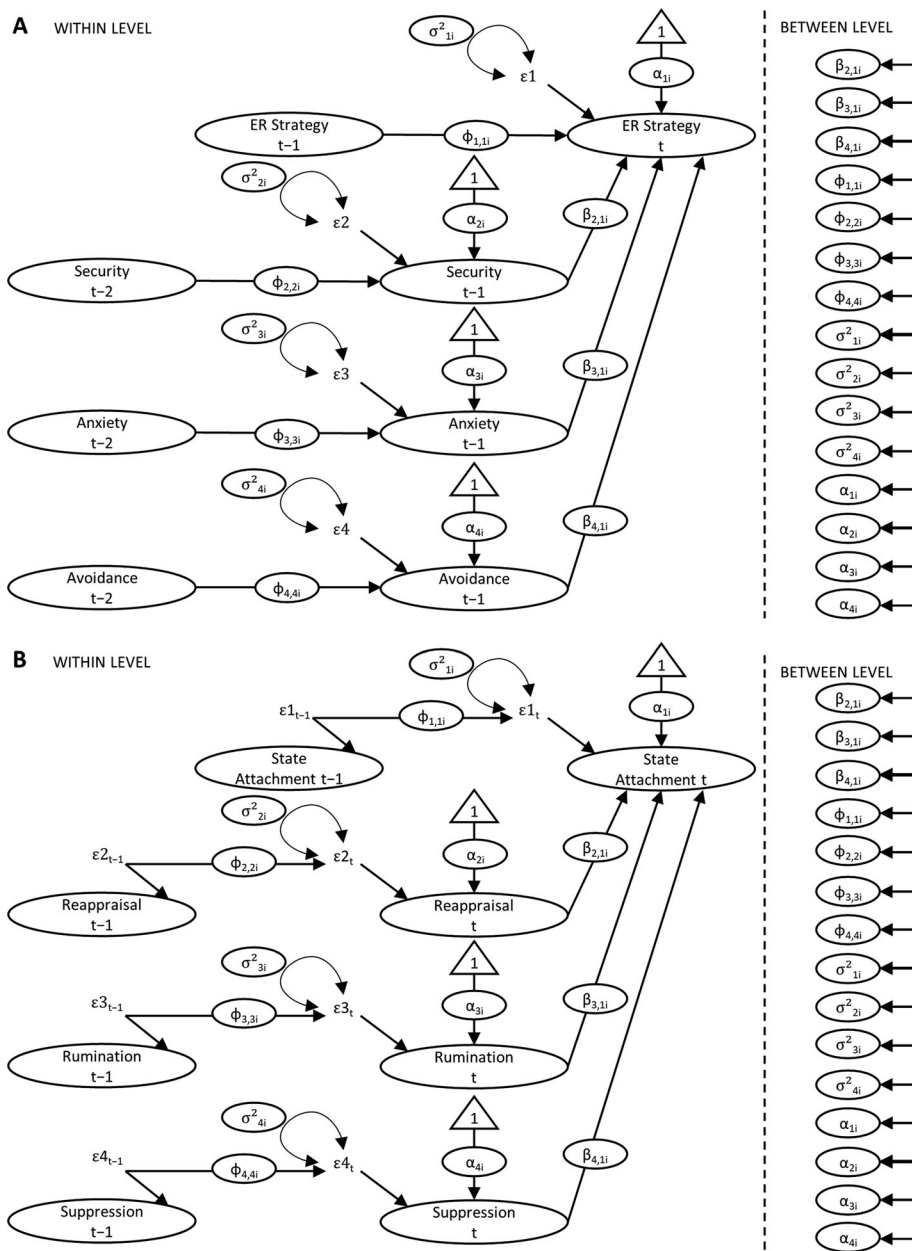 A WITHIN LEVEL
BETWEEN LEVEL
σ²₁ᵢ
1
ε1
α₁ᵢ
ER Strategy
t−1
ϕ₁,₁ᵢ
ER Strategy
t
σ²₂ᵢ
1
ε2
α₂ᵢ
β₂,₁ᵢ
Security
t−2
ϕ₂,₂ᵢ
Security
t−1
σ²₃ᵢ
1
ε3
α₃ᵢ
β₃,₁ᵢ
Anxiety
t−2
ϕ₃,₃ᵢ
Anxiety
t−1
σ²₄ᵢ
1
ε4
α₄ᵢ
β₄,₁ᵢ
Avoidance
t−2
ϕ₄,₄ᵢ
Avoidance
t−1
β₂,₁ᵢ
β₃,₁ᵢ
β₄,₁ᵢ
ϕ₁,₁ᵢ
ϕ₂,₂ᵢ
ϕ₃,₃ᵢ
ϕ₄,₄ᵢ
σ²₁ᵢ
σ²₂ᵢ
σ²₃ᵢ
σ²₄ᵢ
α₁ᵢ
α₂ᵢ
α₃ᵢ
α₄ᵢ
B WITHIN LEVEL
BETWEEN LEVEL
σ²₁ᵢ
1
ε1ₜ₋₁
ϕ₁,₁ᵢ
ε1ₜ
α₁ᵢ
State
Attachment t−1
State
Attachment t
σ²₂ᵢ
1
ε2ₜ₋₁
ϕ₂,₂ᵢ
ε2ₜ
α₂ᵢ
β₂,₁ᵢ
Reappraisal
t−1
Reappraisal
t
σ²₃ᵢ
1
ε3ₜ₋₁
ϕ₃,₃ᵢ
ε3ₜ
α₃ᵢ
β₃,₁ᵢ
Rumination
t−1
Rumination
t
σ²₄ᵢ
1
ε4ₜ₋₁
ϕ₄,₄ᵢ
ε4ₜ
α₄ᵢ
β₄,₁ᵢ
Suppression
t−1
Suppression
t
β₂,₁ᵢ
β₃,₁ᵢ
β₄,₁ᵢ
ϕ₁,₁ᵢ
ϕ₂,₂ᵢ
ϕ₃,₃ᵢ
ϕ₄,₄ᵢ
σ²₁ᵢ
σ²₂ᵢ
σ²₃ᵢ
σ²₄ᵢ
α₁ᵢ
α₂ᵢ
α₃ᵢ
α₄ᵢ